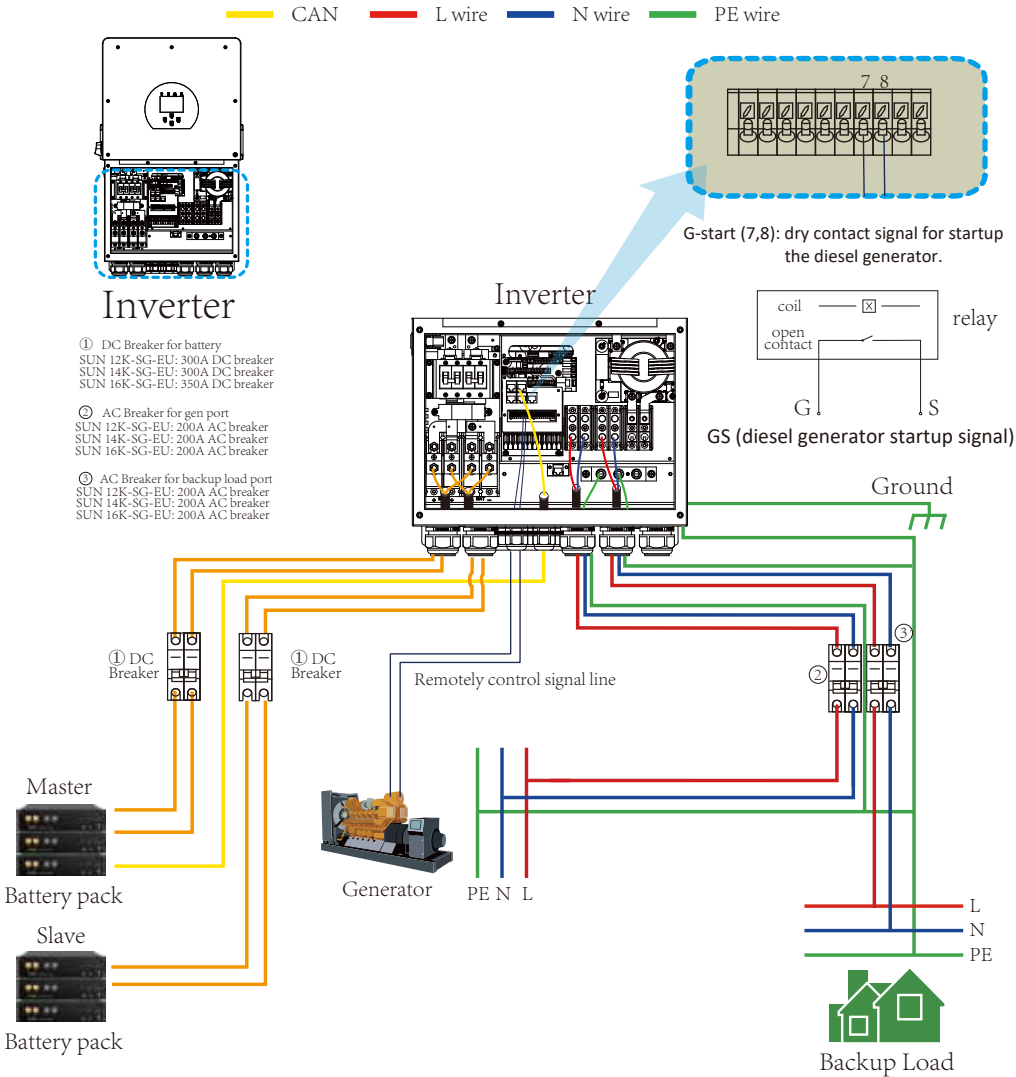 CAN
L wire
N wire
PE wire
7 8
G-start (7,8): dry contact signal for startup
the diesel generator.
Inverter
Inverter
coil
relay
open
contact
G
S
GS (diesel generator startup signal)
① DC Breaker for battery
SUN 12K-SG-EU: 300A DC breaker
SUN 14K-SG-EU: 300A DC breaker
SUN 16K-SG-EU: 350A DC breaker
② AC Breaker for gen port
SUN 12K-SG-EU: 200A AC breaker
SUN 14K-SG-EU: 200A AC breaker
SUN 16K-SG-EU: 200A AC breaker
③ AC Breaker for backup load port
SUN 12K-SG-EU: 200A AC breaker
SUN 14K-SG-EU: 200A AC breaker
SUN 16K-SG-EU: 200A AC breaker
Ground
① DC
Breaker
① DC
Breaker
Remotely control signal line
②
③
Master
Battery pack
Generator
PE N L
Slave
Battery pack
L
N
PE
Backup Load